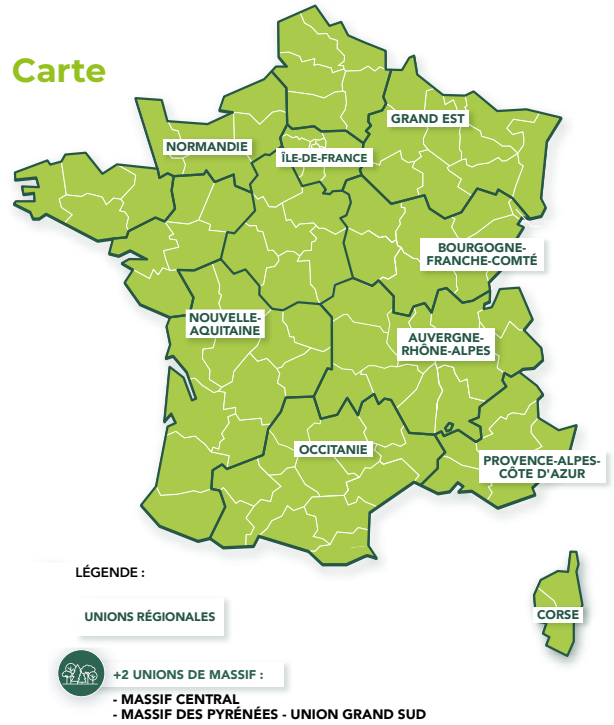 Carte
GRAND EST
NORMANDIE
ÎLE-DE-FRANCE
BOURGOGNE-
FRANCHE-COMTÉ
NOUVELLE-
AQUITAINE
AUVERGNE-
RHÔNE-ALPES
OCCITANIE
PROVENCE-ALPES-
CÔTE D'AZUR
CORSE
LÉGENDE :
UNIONS RÉGIONALES
+2 UNIONS DE MASSIF :
- MASSIF CENTRAL
- MASSIF DES PYRÉNÉES - UNION GRAND SUD